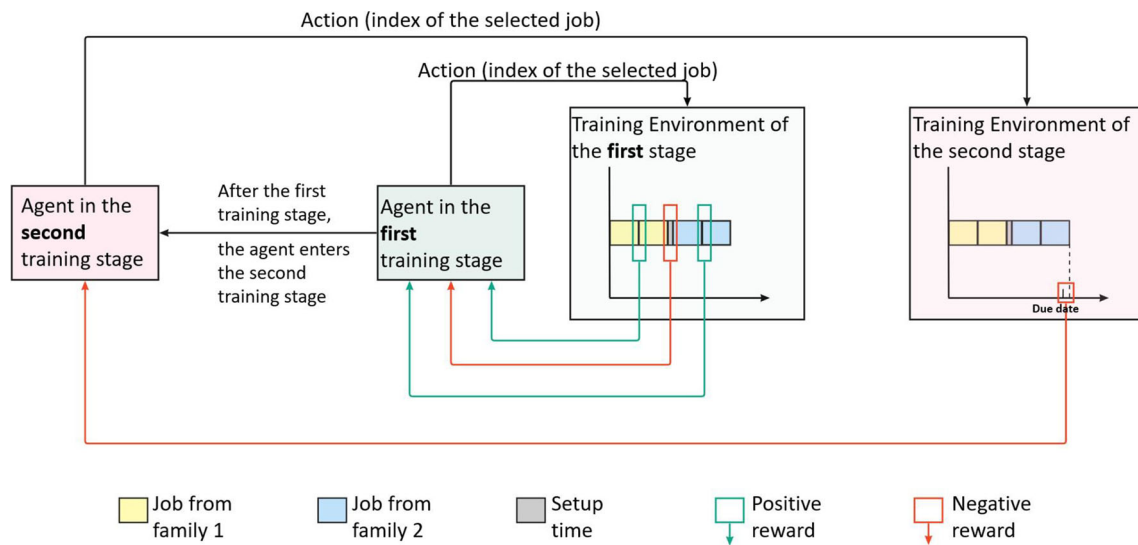 Action (index of the selected job)
Action (index of the selected job)
Training Environment of
the first stage
Training Environment of
the second stage
Agent in the
second
training stage
After the first
training stage,
the agent enters
the second
training stage
Agent in the
first
training stage
Due date
Job from
family 1
Job from
family 2
Setup
time
Positive
reward
Negative
reward